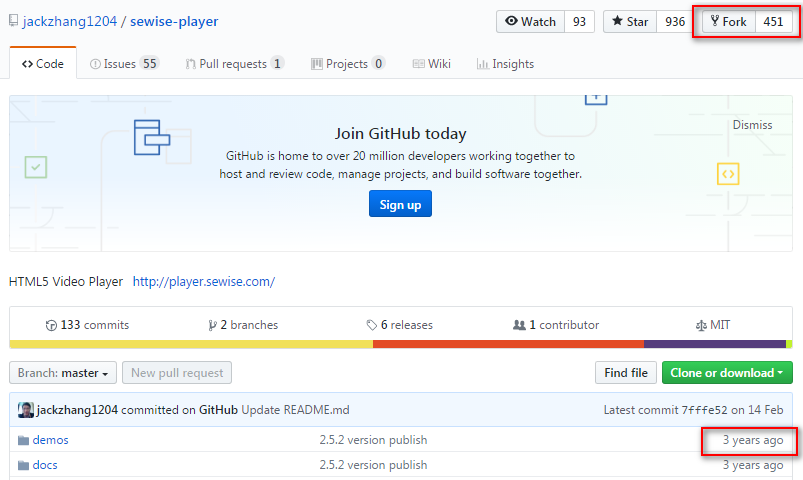 jackzhang1204 / sewise-player
Watch 93 Star 936 Fork 451
Code Issues 55 Pull requests 1 Projects 0 Wiki Insights
Join GitHub today
Dismiss
GitHub is home to over 20 million developers working together to
host and review code, manage projects, and build software together.
Sign up
HTML5 Video Player http://player.sewise.com/
133 commits 2 branches 6 releases 1 contributor MIT
Branch: master New pull request Find file Clone or download
jackzhang1204 committed on GitHub Update README.md Latest commit 7fffe52 on 14 Feb
demos 2.5.2 version publish 3 years ago
docs 2.5.2 version publish 3 years ago